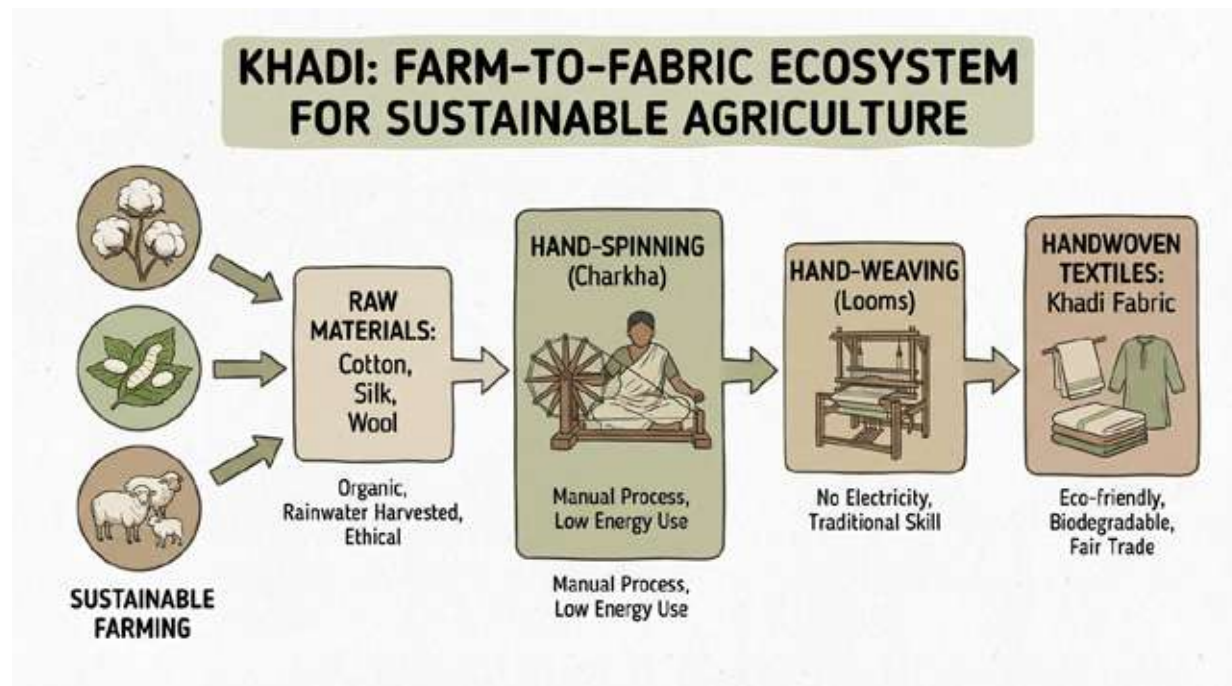 KHADI: FARM-TO-FABRIC ECOSYSTEM
FOR SUSTAINABLE AGRICULTURE
SUSTAINABLE
FARMING
RAW
MATERIALS:
Cotton,
Silk,
Wool
Organic,
Rainwater Harvested,
Ethical
HAND-SPINNING
(Charkha)
Manual Process,
Low Energy Use
Manual Process,
Low Energy Use
HAND-WEAVING
(Looms)
No Electricity,
Traditional Skill
HANDWOVEN
TEXTILES:
Khadi Fabric
Eco-friendly,
Biodegradable,
Fair Trade